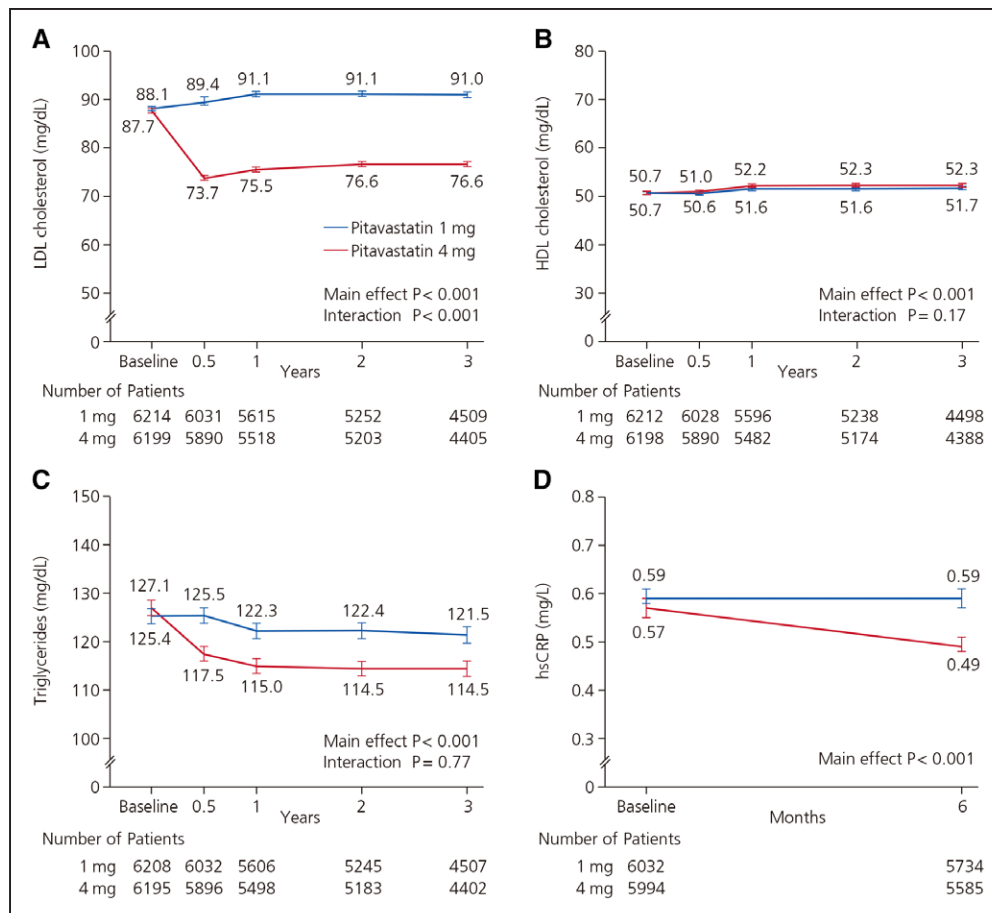 A
LDL cholesterol (mg/dL)
100
90
80
70
60
50
0
88.1 89.4 91.1 91.1 91.0
87.7 73.7 75.5 76.6 76.6
Pitavastatin 1 mg
Pitavastatin 4 mg
Main effect P< 0.001
Interaction P< 0.001
Baseline 0.5 1 2 3
Years
Number of Patients
1 mg 6214 6031 5615 5252 4509
4 mg 6199 5890 5518 5203 4405
B
HDL cholesterol (mg/dL)
80
70
60
50
40
30
0
50.7 51.0 52.2 52.3 52.3
50.7 50.6 51.6 51.6 51.7
Main effect P< 0.001
Interaction P= 0.17
Baseline 0.5 1 2 3
Years
Number of Patients
1 mg 6212 6028 5596 5238 4498
4 mg 6198 5890 5482 5174 4388
C
Triglycerides (mg/dL)
150
140
130
120
110
100
0
127.1 125.5 122.3 122.4 121.5
125.4 117.5 115.0 114.5 114.5
Main effect P< 0.001
Interaction P= 0.77
Baseline 0.5 1 2 3
Years
Number of Patients
1 mg 6208 6032 5606 5245 4507
4 mg 6195 5896 5498 5183 4402
D
hsCRP (mg/L)
0.8
0.7
0.6
0.5
0.4
0.3
0
0.59 0.59
0.57 0.49
Main effect P< 0.001
Baseline 6
Months
Number of Patients
1 mg 6032 5734
4 mg 5994 5585